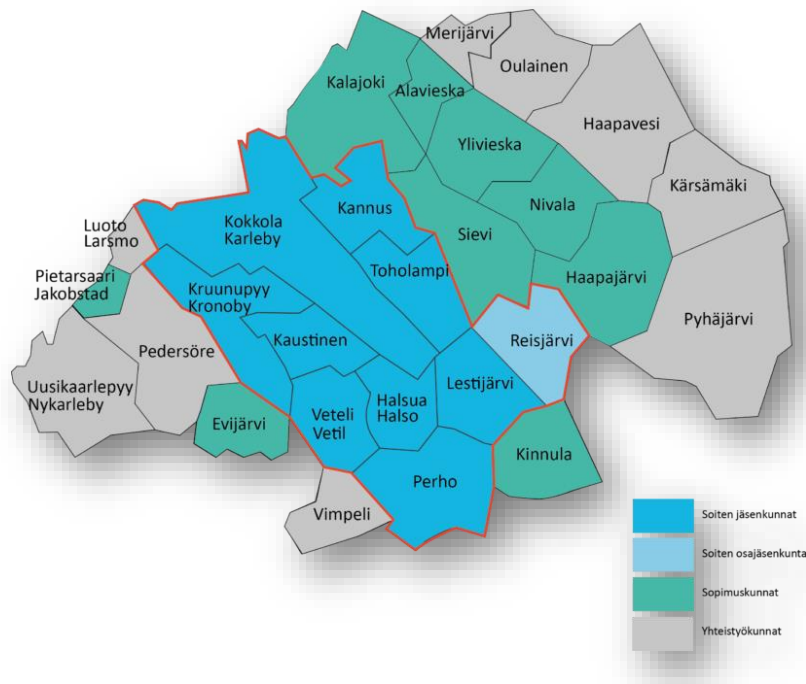 Merijärvi
Oulainen
Kalajoki
Alavieska
Haapavesi
Ylivieska
Kärsämäki
Kannus
Nivala
Luoto
Larsmo
Kokkola
Karleby
Sievi
Toholampi
Pietarsaari
Jakobstad
Kruunupyy
Kronoby
Haapajärvi
Pyhäjärvi
Reisjärvi
Kaustinen
Pedersöre
Uusikaarlepyy
Nykarleby
Lestijärvi
Halsua
Halso
Veteli
Vetil
Evijärvi
Kinnula
Perho
Vimpeli
Soiten jäsenkunnat
Soiten osajäsenkunta
Sopimuskunnat
Yhteistyökunnat